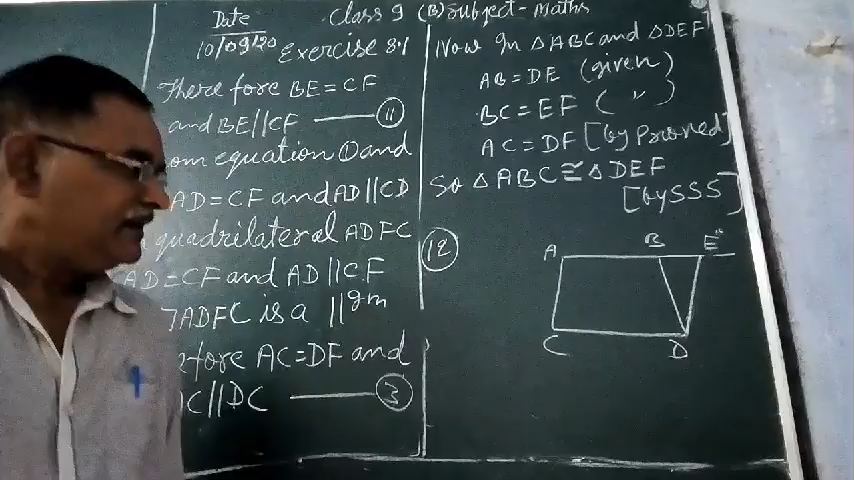 Date
10/09/20
Class 9 (B) Subject - Maths
Exercise 8.1
There fore BE = CF
and BE || CF —— (11)
om equation (1) and
AD = CF and AD || CD
quadrilateral ADFC
AD = CF and AD || CF
ADFC is a ||gm
efore AC = DF and
C || DC —— (3)
Now In △ABC and △DEF
AB = DE (given)
BC = EF ( " )
AC = DF [by proved]
So △ABC ≅ △DEF
[by SSS]
(12)
A B E
C D